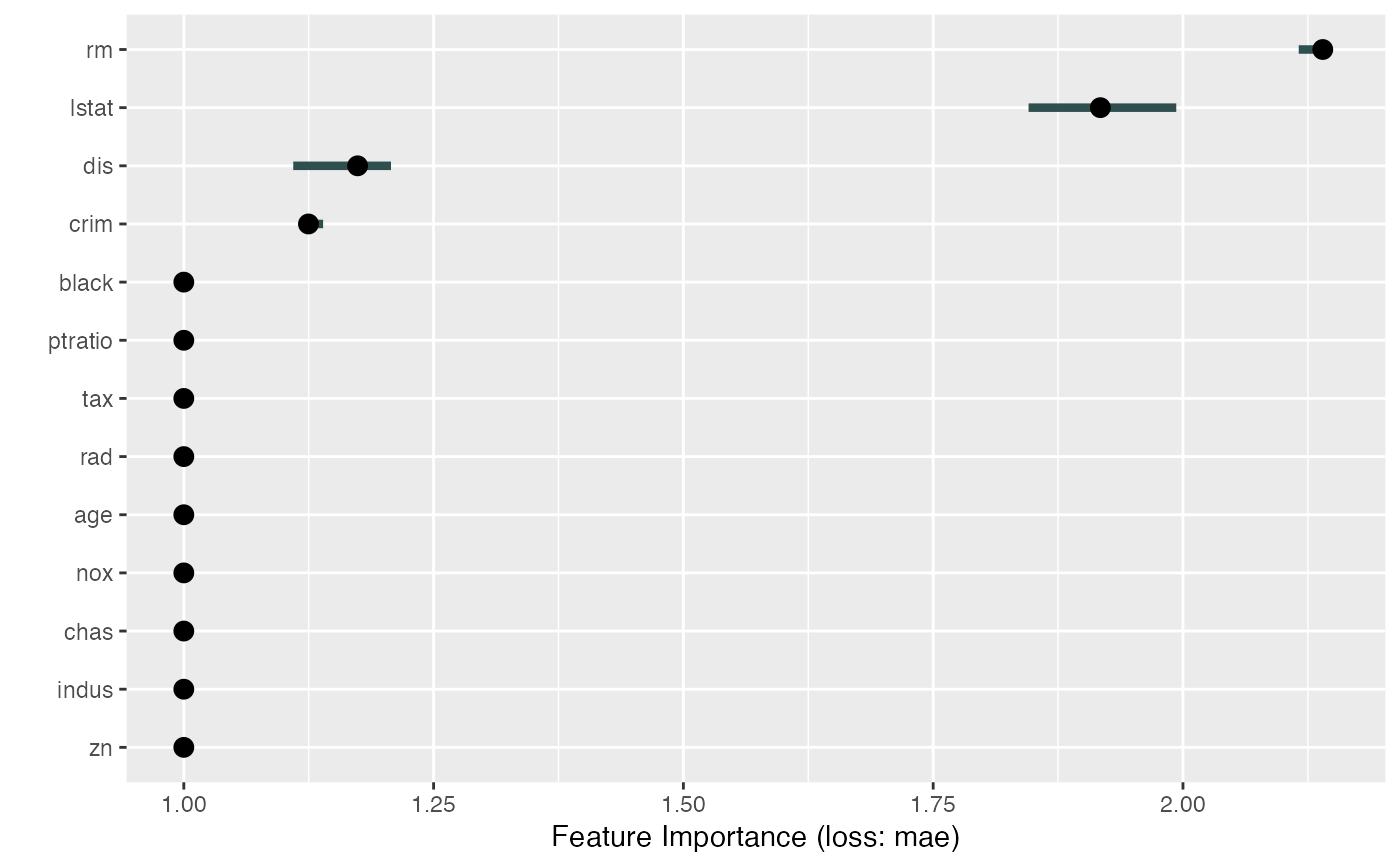 rm
lstat
dis
crim
black
ptratio
tax
rad
age
nox
chas
indus
zn
1.00 1.25 1.50 1.75 2.00
Feature Importance (loss: mae)